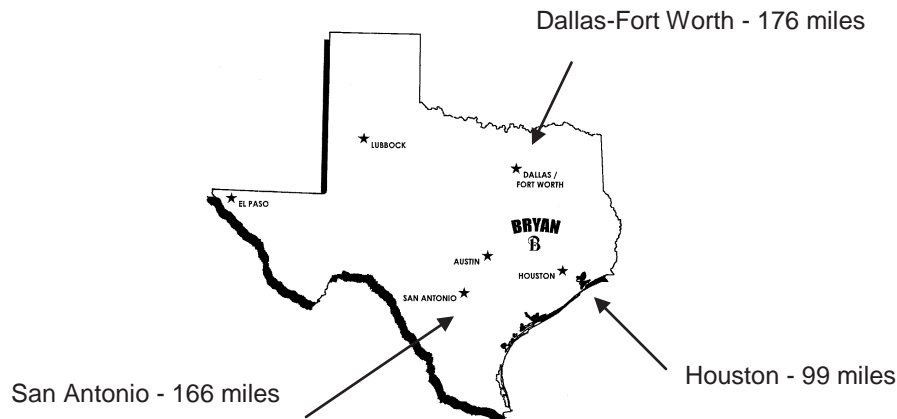 Dallas-Fort Worth - 176 miles
LUBBOCK
DALLAS /
FORT WORTH
EL PASO
BRYAN
B
AUSTIN
HOUSTON
SAN ANTONIO
Houston - 99 miles
San Antonio - 166 miles